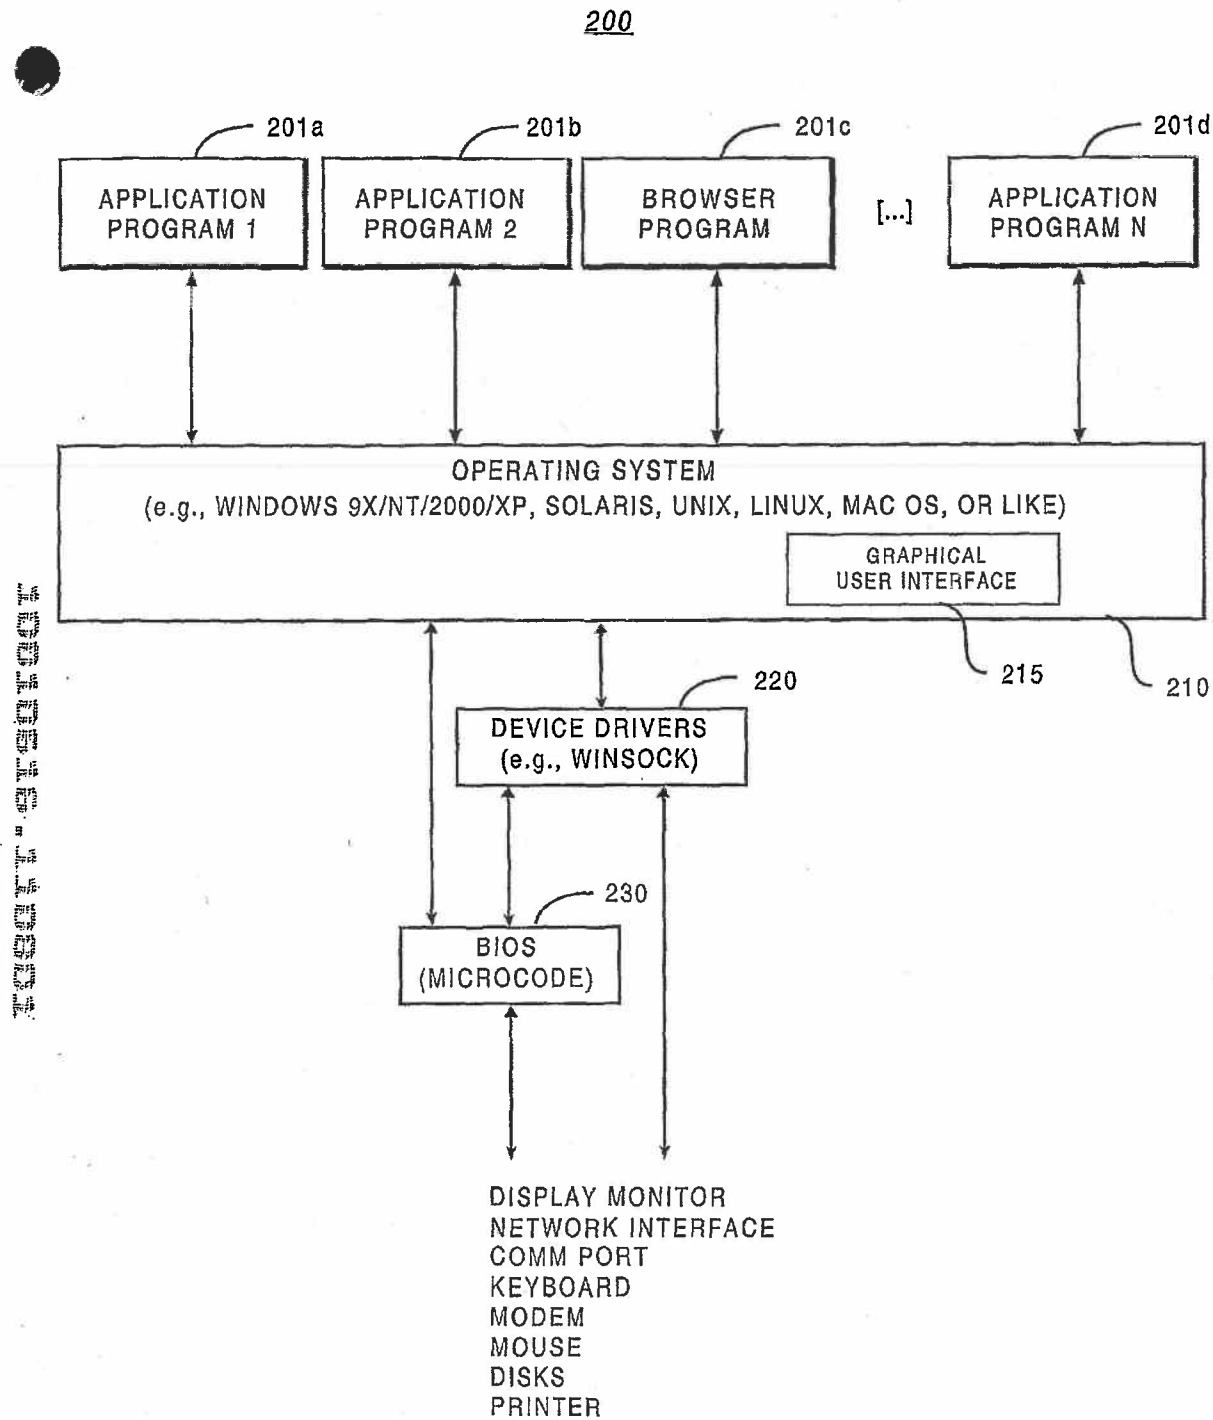 200
201a
201b
201c
201d
APPLICATION
PROGRAM 1
APPLICATION
PROGRAM 2
BROWSER
PROGRAM
[...]
APPLICATION
PROGRAM N
OPERATING SYSTEM
(e.g., WINDOWS 9X/NT/2000/XP, SOLARIS, UNIX, LINUX, MAC OS, OR LIKE)
GRAPHICAL
USER INTERFACE
215
210
220
DEVICE DRIVERS
(e.g., WINSOCK)
230
BIOS
(MICROCODE)
DISPLAY MONITOR
NETWORK INTERFACE
COMM PORT
KEYBOARD
MODEM
MOUSE
DISKS
PRINTER